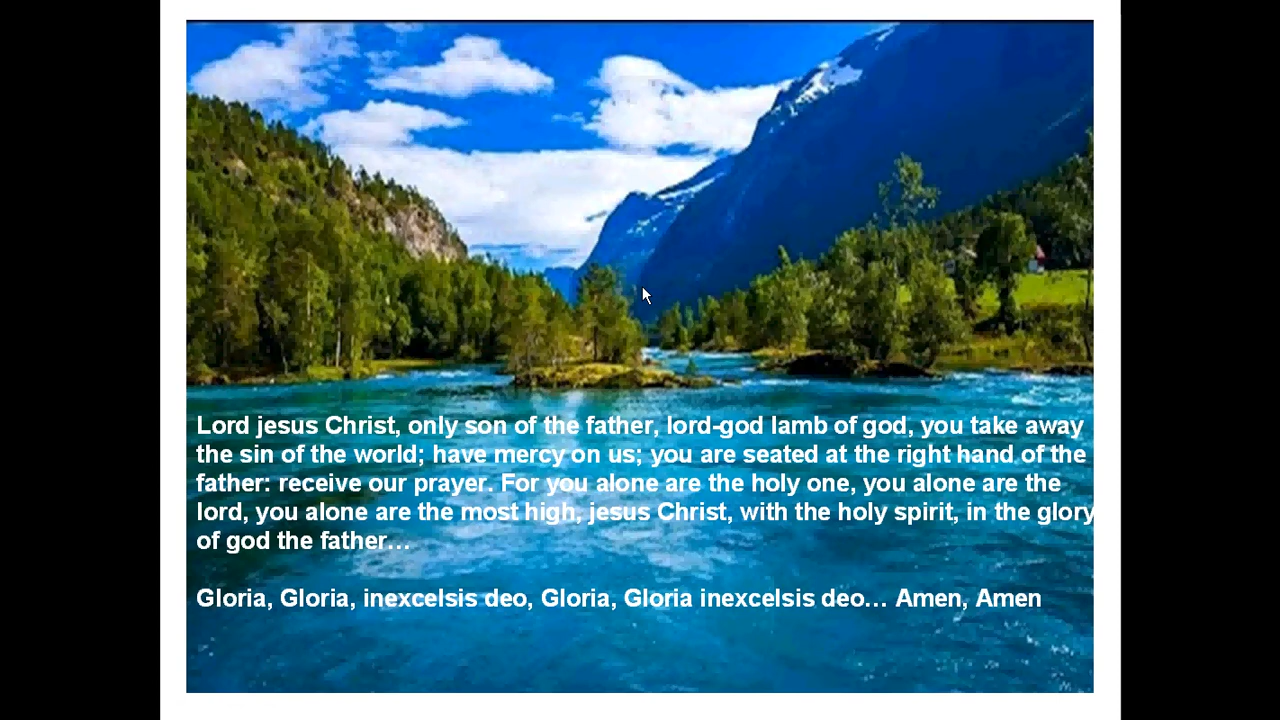 Lord jesus Christ, only son of the father, lord-god lamb of god, you take away
the sin of the world; have mercy on us; you are seated at the right hand of the
father: receive our prayer. For you alone are the holy one, you alone are the
lord, you alone are the most high, jesus Christ, with the holy spirit, in the glory
of god the father…
Gloria, Gloria, inexcelsis deo, Gloria, Gloria inexcelsis deo… Amen, Amen